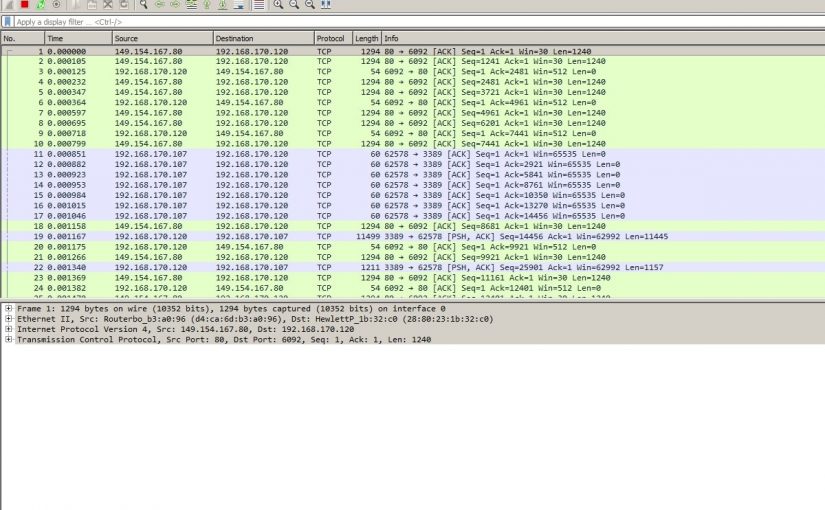 Apply a display filter ... <Ctrl-/>
No. Time Source Destination Protocol Length Info
1 0.000000 149.154.167.80 192.168.170.120 TCP 1294 80 → 6092 [ACK] Seq=1 Ack=1 Win=30 Len=1240
2 0.000105 149.154.167.80 192.168.170.120 TCP 1294 80 → 6092 [ACK] Seq=1241 Ack=1 Win=30 Len=1240
3 0.000125 192.168.170.120 149.154.167.80 TCP 54 6092 → 80 [ACK] Seq=1 Ack=2481 Win=512 Len=0
4 0.000232 149.154.167.80 192.168.170.120 TCP 1294 80 → 6092 [ACK] Seq=2481 Ack=1 Win=30 Len=1240
5 0.000347 149.154.167.80 192.168.170.120 TCP 1294 80 → 6092 [ACK] Seq=3721 Ack=1 Win=30 Len=1240
6 0.000364 192.168.170.120 149.154.167.80 TCP 54 6092 → 80 [ACK] Seq=1 Ack=4961 Win=512 Len=0
7 0.000597 149.154.167.80 192.168.170.120 TCP 1294 80 → 6092 [ACK] Seq=4961 Ack=1 Win=30 Len=1240
8 0.000695 149.154.167.80 192.168.170.120 TCP 1294 80 → 6092 [ACK] Seq=6201 Ack=1 Win=30 Len=1240
9 0.000718 192.168.170.120 149.154.167.80 TCP 54 6092 → 80 [ACK] Seq=1 Ack=7441 Win=512 Len=0
10 0.000799 149.154.167.80 192.168.170.120 TCP 1294 80 → 6092 [ACK] Seq=7441 Ack=1 Win=30 Len=1240
11 0.000851 192.168.170.107 192.168.170.120 TCP 60 62578 → 3389 [ACK] Seq=1 Ack=1 Win=65535 Len=0
12 0.000882 192.168.170.107 192.168.170.120 TCP 60 62578 → 3389 [ACK] Seq=1 Ack=2921 Win=65535 Len=0
13 0.000923 192.168.170.107 192.168.170.120 TCP 60 62578 → 3389 [ACK] Seq=1 Ack=5841 Win=65535 Len=0
14 0.000953 192.168.170.107 192.168.170.120 TCP 60 62578 → 3389 [ACK] Seq=1 Ack=8761 Win=65535 Len=0
15 0.000984 192.168.170.107 192.168.170.120 TCP 60 62578 → 3389 [ACK] Seq=1 Ack=10350 Win=65535 Len=0
16 0.001015 192.168.170.107 192.168.170.120 TCP 60 62578 → 3389 [ACK] Seq=1 Ack=13270 Win=65535 Len=0
17 0.001046 192.168.170.107 192.168.170.120 TCP 60 62578 → 3389 [ACK] Seq=1 Ack=14456 Win=65535 Len=0
18 0.001158 149.154.167.80 192.168.170.120 TCP 1294 80 → 6092 [ACK] Seq=8681 Ack=1 Win=30 Len=1240
19 0.001167 192.168.170.120 192.168.170.107 TCP 11499 3389 → 62578 [PSH, ACK] Seq=14456 Ack=1 Win=62992 Len=11445
20 0.001175 192.168.170.120 149.154.167.80 TCP 54 6092 → 80 [ACK] Seq=1 Ack=9921 Win=512 Len=0
21 0.001266 149.154.167.80 192.168.170.120 TCP 1294 80 → 6092 [ACK] Seq=9921 Ack=1 Win=30 Len=1240
22 0.001340 192.168.170.120 192.168.170.107 TCP 1211 3389 → 62578 [PSH, ACK] Seq=25901 Ack=1 Win=62992 Len=1157
23 0.001369 149.154.167.80 192.168.170.120 TCP 1294 80 → 6092 [ACK] Seq=11161 Ack=1 Win=30 Len=1240
24 0.001382 192.168.170.120 149.154.167.80 TCP 54 6092 → 80 [ACK] Seq=1 Ack=12401 Win=512 Len=0
Frame 1: 1294 bytes on wire (10352 bits), 1294 bytes captured (10352 bits) on interface 0
Ethernet II, Src: Routerbo_b3:a0:96 (d4:ca:6d:b3:a0:96), Dst: HewlettP_1b:32:c0 (28:80:23:1b:32:c0)
Internet Protocol Version 4, Src: 149.154.167.80, Dst: 192.168.170.120
Transmission Control Protocol, Src Port: 80, Dst Port: 6092, Seq: 1, Ack: 1, Len: 1240